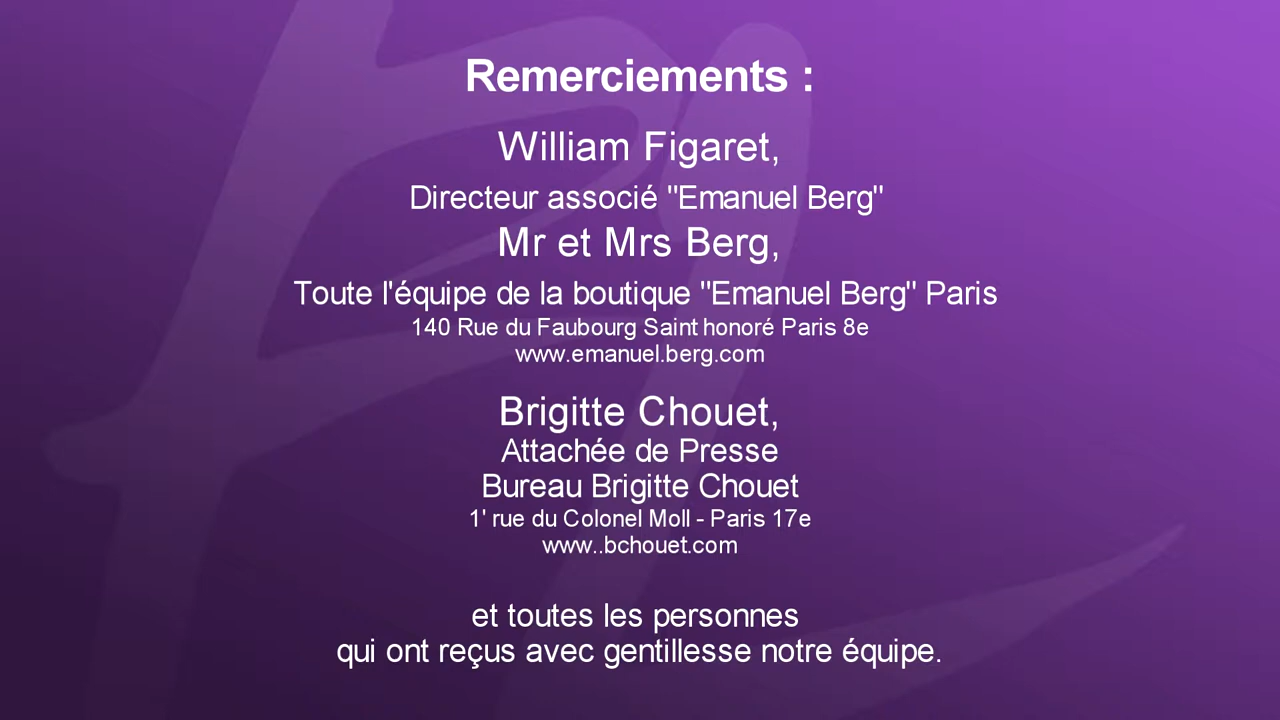 Remerciements :
William Figaret,
Directeur associé "Emanuel Berg"
Mr et Mrs Berg,
Toute l'équipe de la boutique "Emanuel Berg" Paris
140 Rue du Faubourg Saint honoré Paris 8e
www.emanuel.berg.com
Brigitte Chouet,
Attachée de Presse
Bureau Brigitte Chouet
1' rue du Colonel Moll - Paris 17e
www..bchouet.com
et toutes les personnes
qui ont reçus avec gentillesse notre équipe.